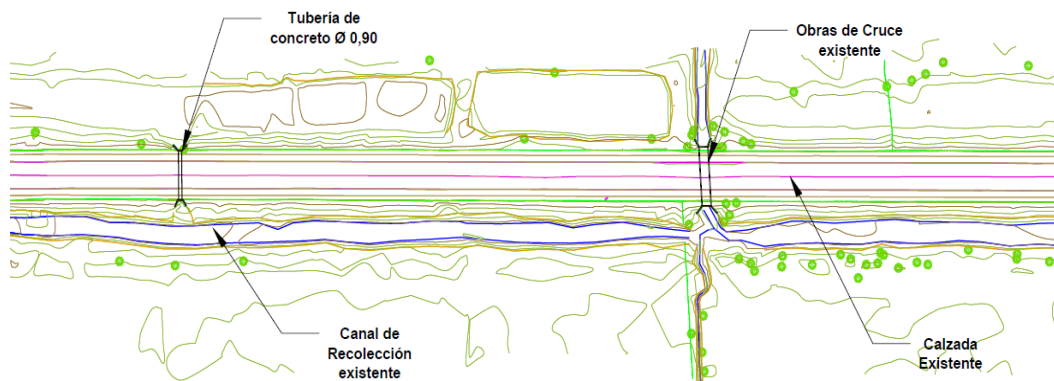 Tubería de
concreto Ø 0,90
Obras de Cruce
existente
Canal de
Recolección
existente
Calzada
Existente